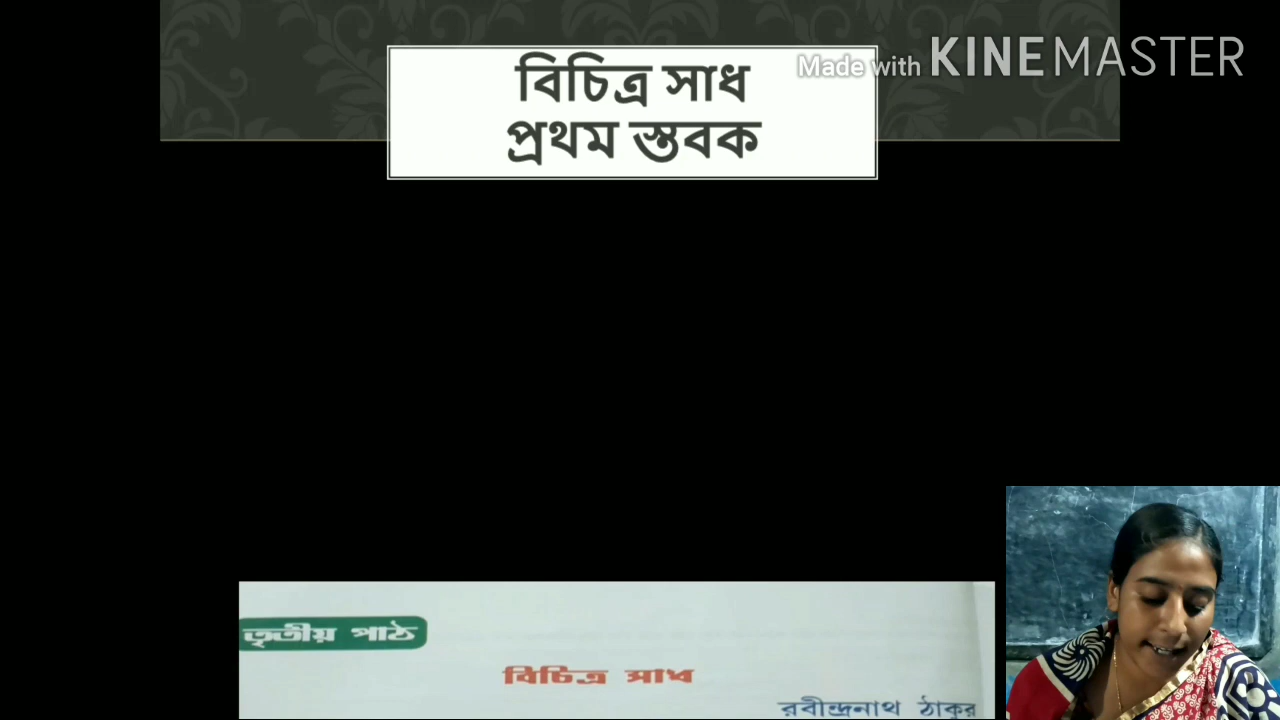 বিচিত্র সাধ
প্রথম স্তবক
Made with KINEMASTER
তৃতীয় পাঠ
বিচিত্র সাধ
রবীন্দ্রনাথ ঠাকুর